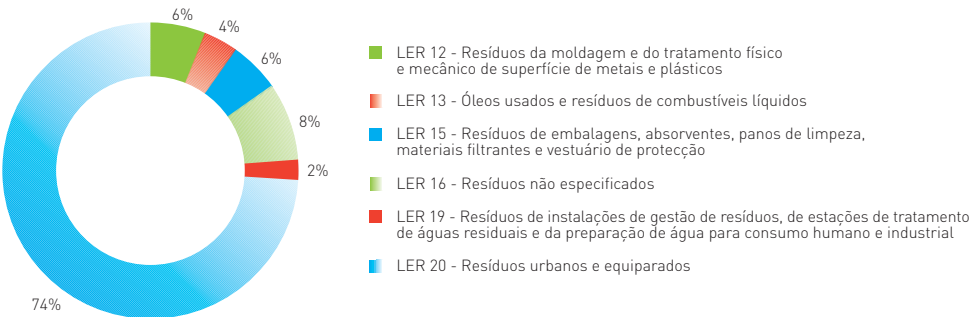 6%
4%
6%
8%
2%
74%
LER 12 - Resíduos da moldagem e do tratamento físico
e mecânico de superfície de metais e plásticos
LER 13 - Óleos usados e resíduos de combustíveis líquidos
LER 15 - Resíduos de embalagens, absorventes, panos de limpeza,
materiais filtrantes e vestuário de protecção
LER 16 - Resíduos não especificados
LER 19 - Resíduos de instalações de gestão de resíduos, de estações de tratamento
de águas residuais e da preparação de água para consumo humano e industrial
LER 20 - Resíduos urbanos e equiparados